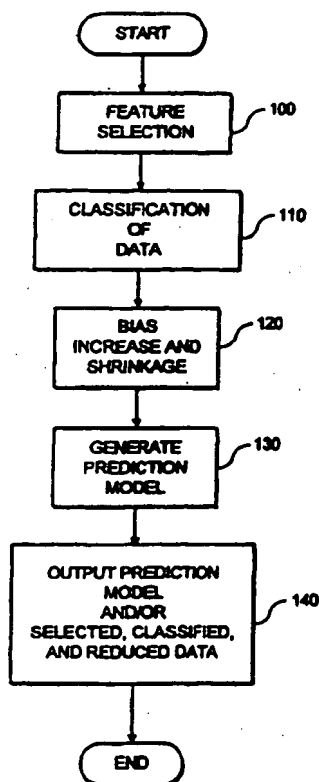 START
FEATURE
SELECTION
100
CLASSIFICATION
OF
DATA
110
BIAS
INCREASE AND
SHRINKAGE
120
GENERATE
PREDICTION
MODEL
130
OUTPUT PREDICTION
MODEL
AND/OR
SELECTED, CLASSIFIED,
AND REDUCED DATA
140
END